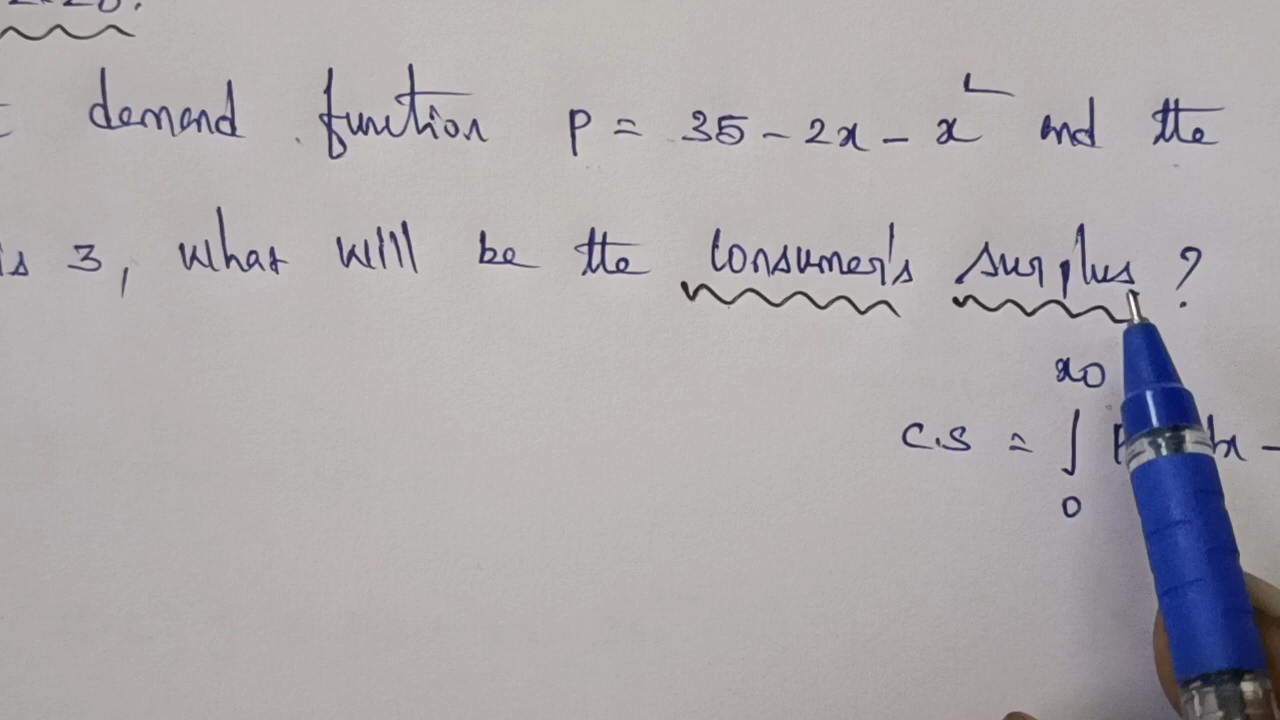 demand function P = 35 - 2x - x² and the
is 3, what will be the consumer's surplus ?
x0
C.S = ∫
0